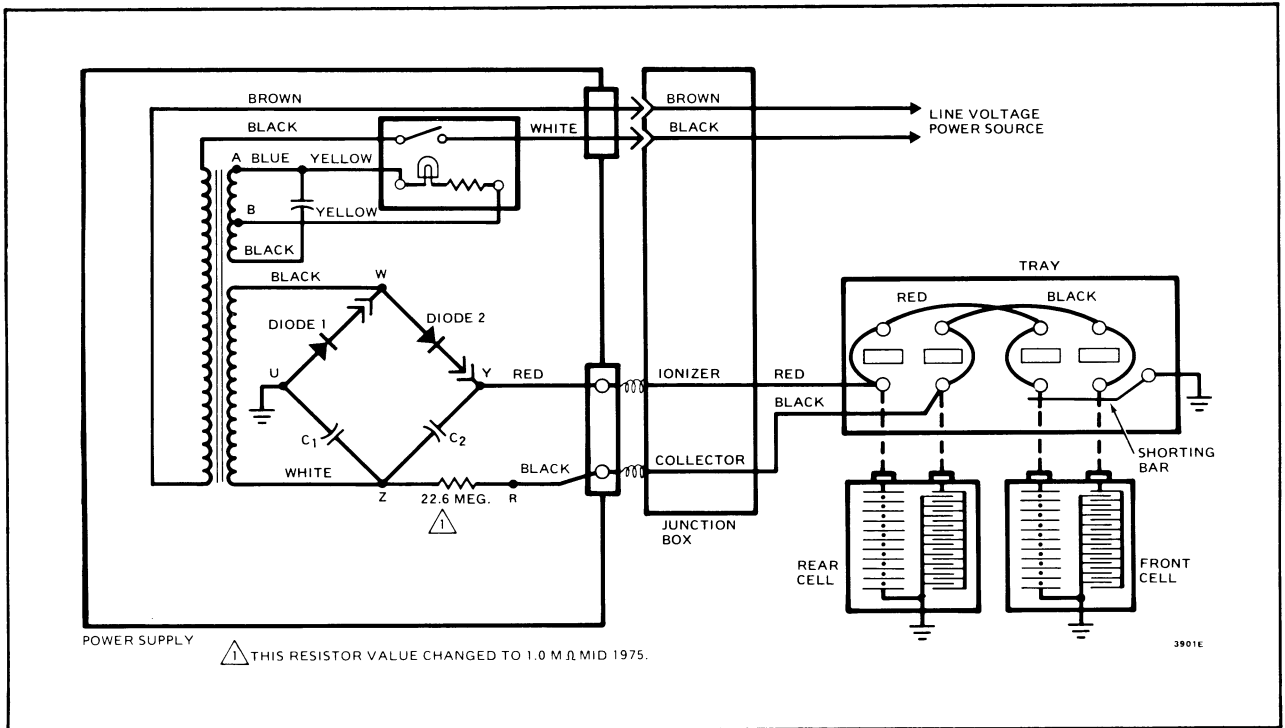 BROWN
BROWN
LINE VOLTAGE
POWER SOURCE
BLACK
WHITE
BLACK
A
BLUE
YELLOW
B
YELLOW
BLACK
BLACK
W
DIODE 1
DIODE 2
U
Y
RED
IONIZER
RED
BLACK
C1
C2
WHITE
Z
22.6 MEG.
R
BLACK
COLLECTOR
1
JUNCTION
BOX
TRAY
RED
BLACK
SHORTING
BAR
REAR
CELL
FRONT
CELL
POWER SUPPLY
1 THIS RESISTOR VALUE CHANGED TO 1.0 M Ω MID 1975.
3901E